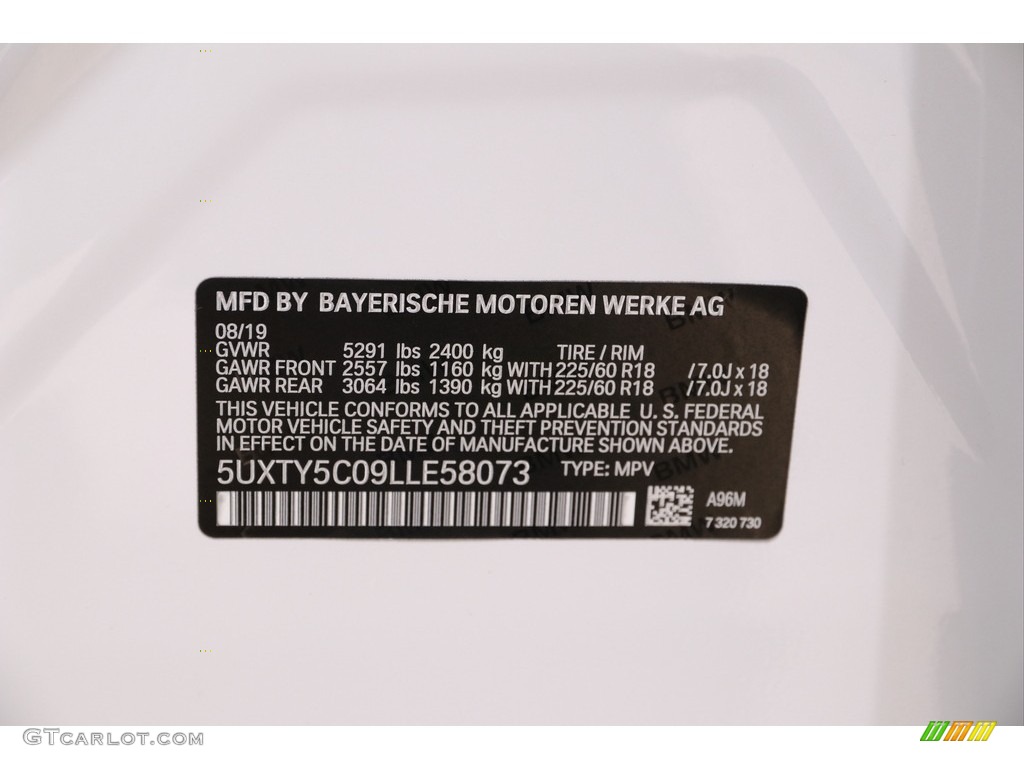 MFD BY BAYERISCHE MOTOREN WERKE AG
08/19
GVWR 5291 lbs 2400 kg TIRE / RIM
GAWR FRONT 2557 lbs 1160 kg WITH 225/60 R18 /7.0J x 18
GAWR REAR 3064 lbs 1390 kg WITH 225/60 R18 /7.0J x 18
THIS VEHICLE CONFORMS TO ALL APPLICABLE U. S. FEDERAL
MOTOR VEHICLE SAFETY AND THEFT PREVENTION STANDARDS
IN EFFECT ON THE DATE OF MANUFACTURE SHOWN ABOVE.
5UXTY5C09LLE58073 TYPE: MPV
A96M
7 320 730
GTCARLOT.COM